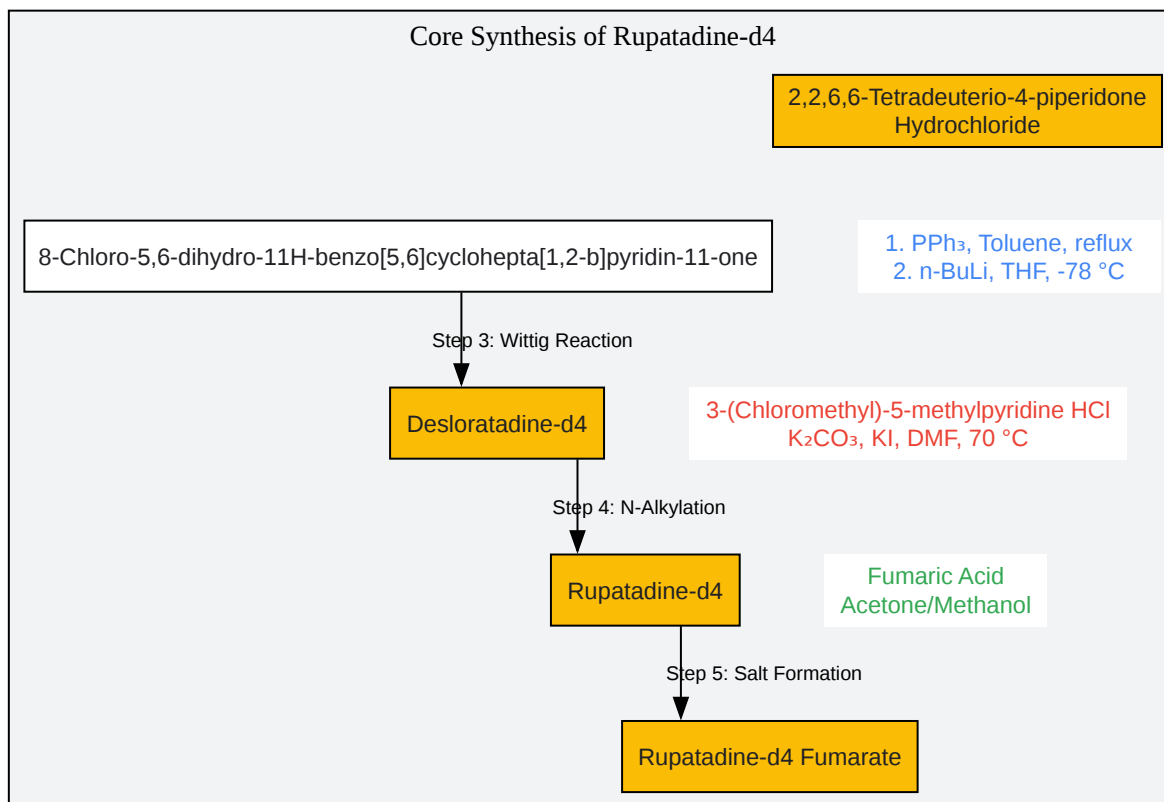 Core Synthesis of Rupatadine-d4
2,2,6,6-Tetradeuterio-4-piperidone
Hydrochloride
8-Chloro-5,6-dihydro-11H-benzo[5,6]cyclohepta[1,2-b]pyridin-11-one
1. PPh₃, Toluene, reflux
2. n-BuLi, THF, -78 °C
Step 3: Wittig Reaction
Desloratadine-d4
3-(Chloromethyl)-5-methylpyridine HCl
K₂CO₃, KI, DMF, 70 °C
Step 4: N-Alkylation
Rupatadine-d4
Fumaric Acid
Acetone/Methanol
Step 5: Salt Formation
Rupatadine-d4 Fumarate